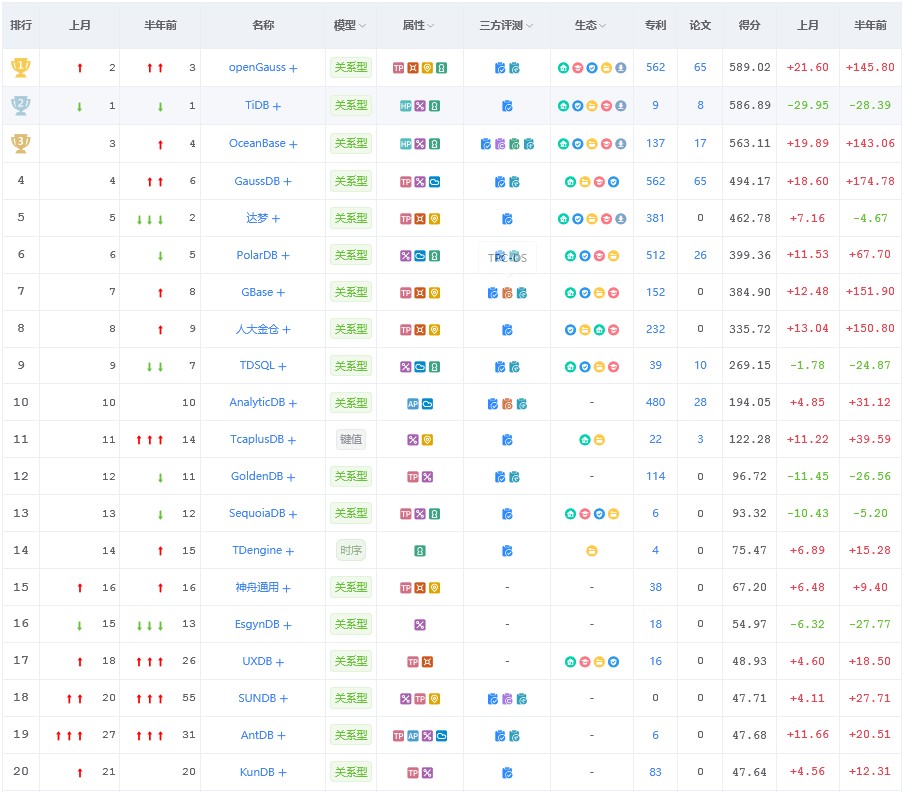 排行 上月 半年前 名称 模型 属性 三方评测 生态 专利 论文 得分 上月 半年前
1 ↑ 2 ↑↑ 3 openGauss + 关系型 TP 562 65 589.02 +21.60 +145.80
2 ↓ 1 ↓ 1 TiDB + 关系型 HP 9 8 586.89 -29.95 -28.39
3 3 ↑ 4 OceanBase + 关系型 HP 137 17 563.11 +19.89 +143.06
4 4 ↑↑ 6 GaussDB + 关系型 TP 562 65 494.17 +18.60 +174.78
5 5 ↓↓↓ 2 达梦 + 关系型 TP 381 0 462.78 +7.16 -4.67
6 6 ↓ 5 PolarDB + 关系型 TPC-DS 512 26 399.36 +11.53 +67.70
7 7 ↑ 8 GBase + 关系型 TP 152 0 384.90 +12.48 +151.90
8 8 ↑ 9 人大金仓 + 关系型 TP 232 0 335.72 +13.04 +150.80
9 9 ↓↓ 7 TDSQL + 关系型 39 10 269.15 -1.78 -24.87
10 10 10 AnalyticDB + 关系型 AP - 480 28 194.05 +4.85 +31.12
11 11 ↑↑↑ 14 TcaplusDB + 键值 22 3 122.28 +11.22 +39.59
12 12 ↓ 11 GoldenDB + 关系型 TP - 114 0 96.72 -11.45 -26.56
13 13 ↓ 12 SequoiaDB + 关系型 TP 6 0 93.32 -10.43 -5.20
14 14 ↑ 15 TDengine + 时序 4 0 75.47 +6.89 +15.28
15 ↑ 16 ↑ 16 神舟通用 + 关系型 TP - - 38 0 67.20 +6.48 +9.40
16 ↓ 15 ↓↓↓ 13 EsgynDB + 关系型 - - 18 0 54.97 -6.32 -27.77
17 ↑ 18 ↑↑↑ 26 UXDB + 关系型 TP - 16 0 48.93 +4.60 +18.50
18 ↑↑ 20 ↑↑↑ 55 SUNDB + 关系型 TP - 0 0 47.71 +4.11 +27.71
19 ↑↑↑ 27 ↑↑↑ 31 AntDB + 关系型 TP AP - 6 0 47.68 +11.66 +20.51
20 ↑ 21 20 KunDB + 关系型 TP - 83 0 47.64 +4.56 +12.31